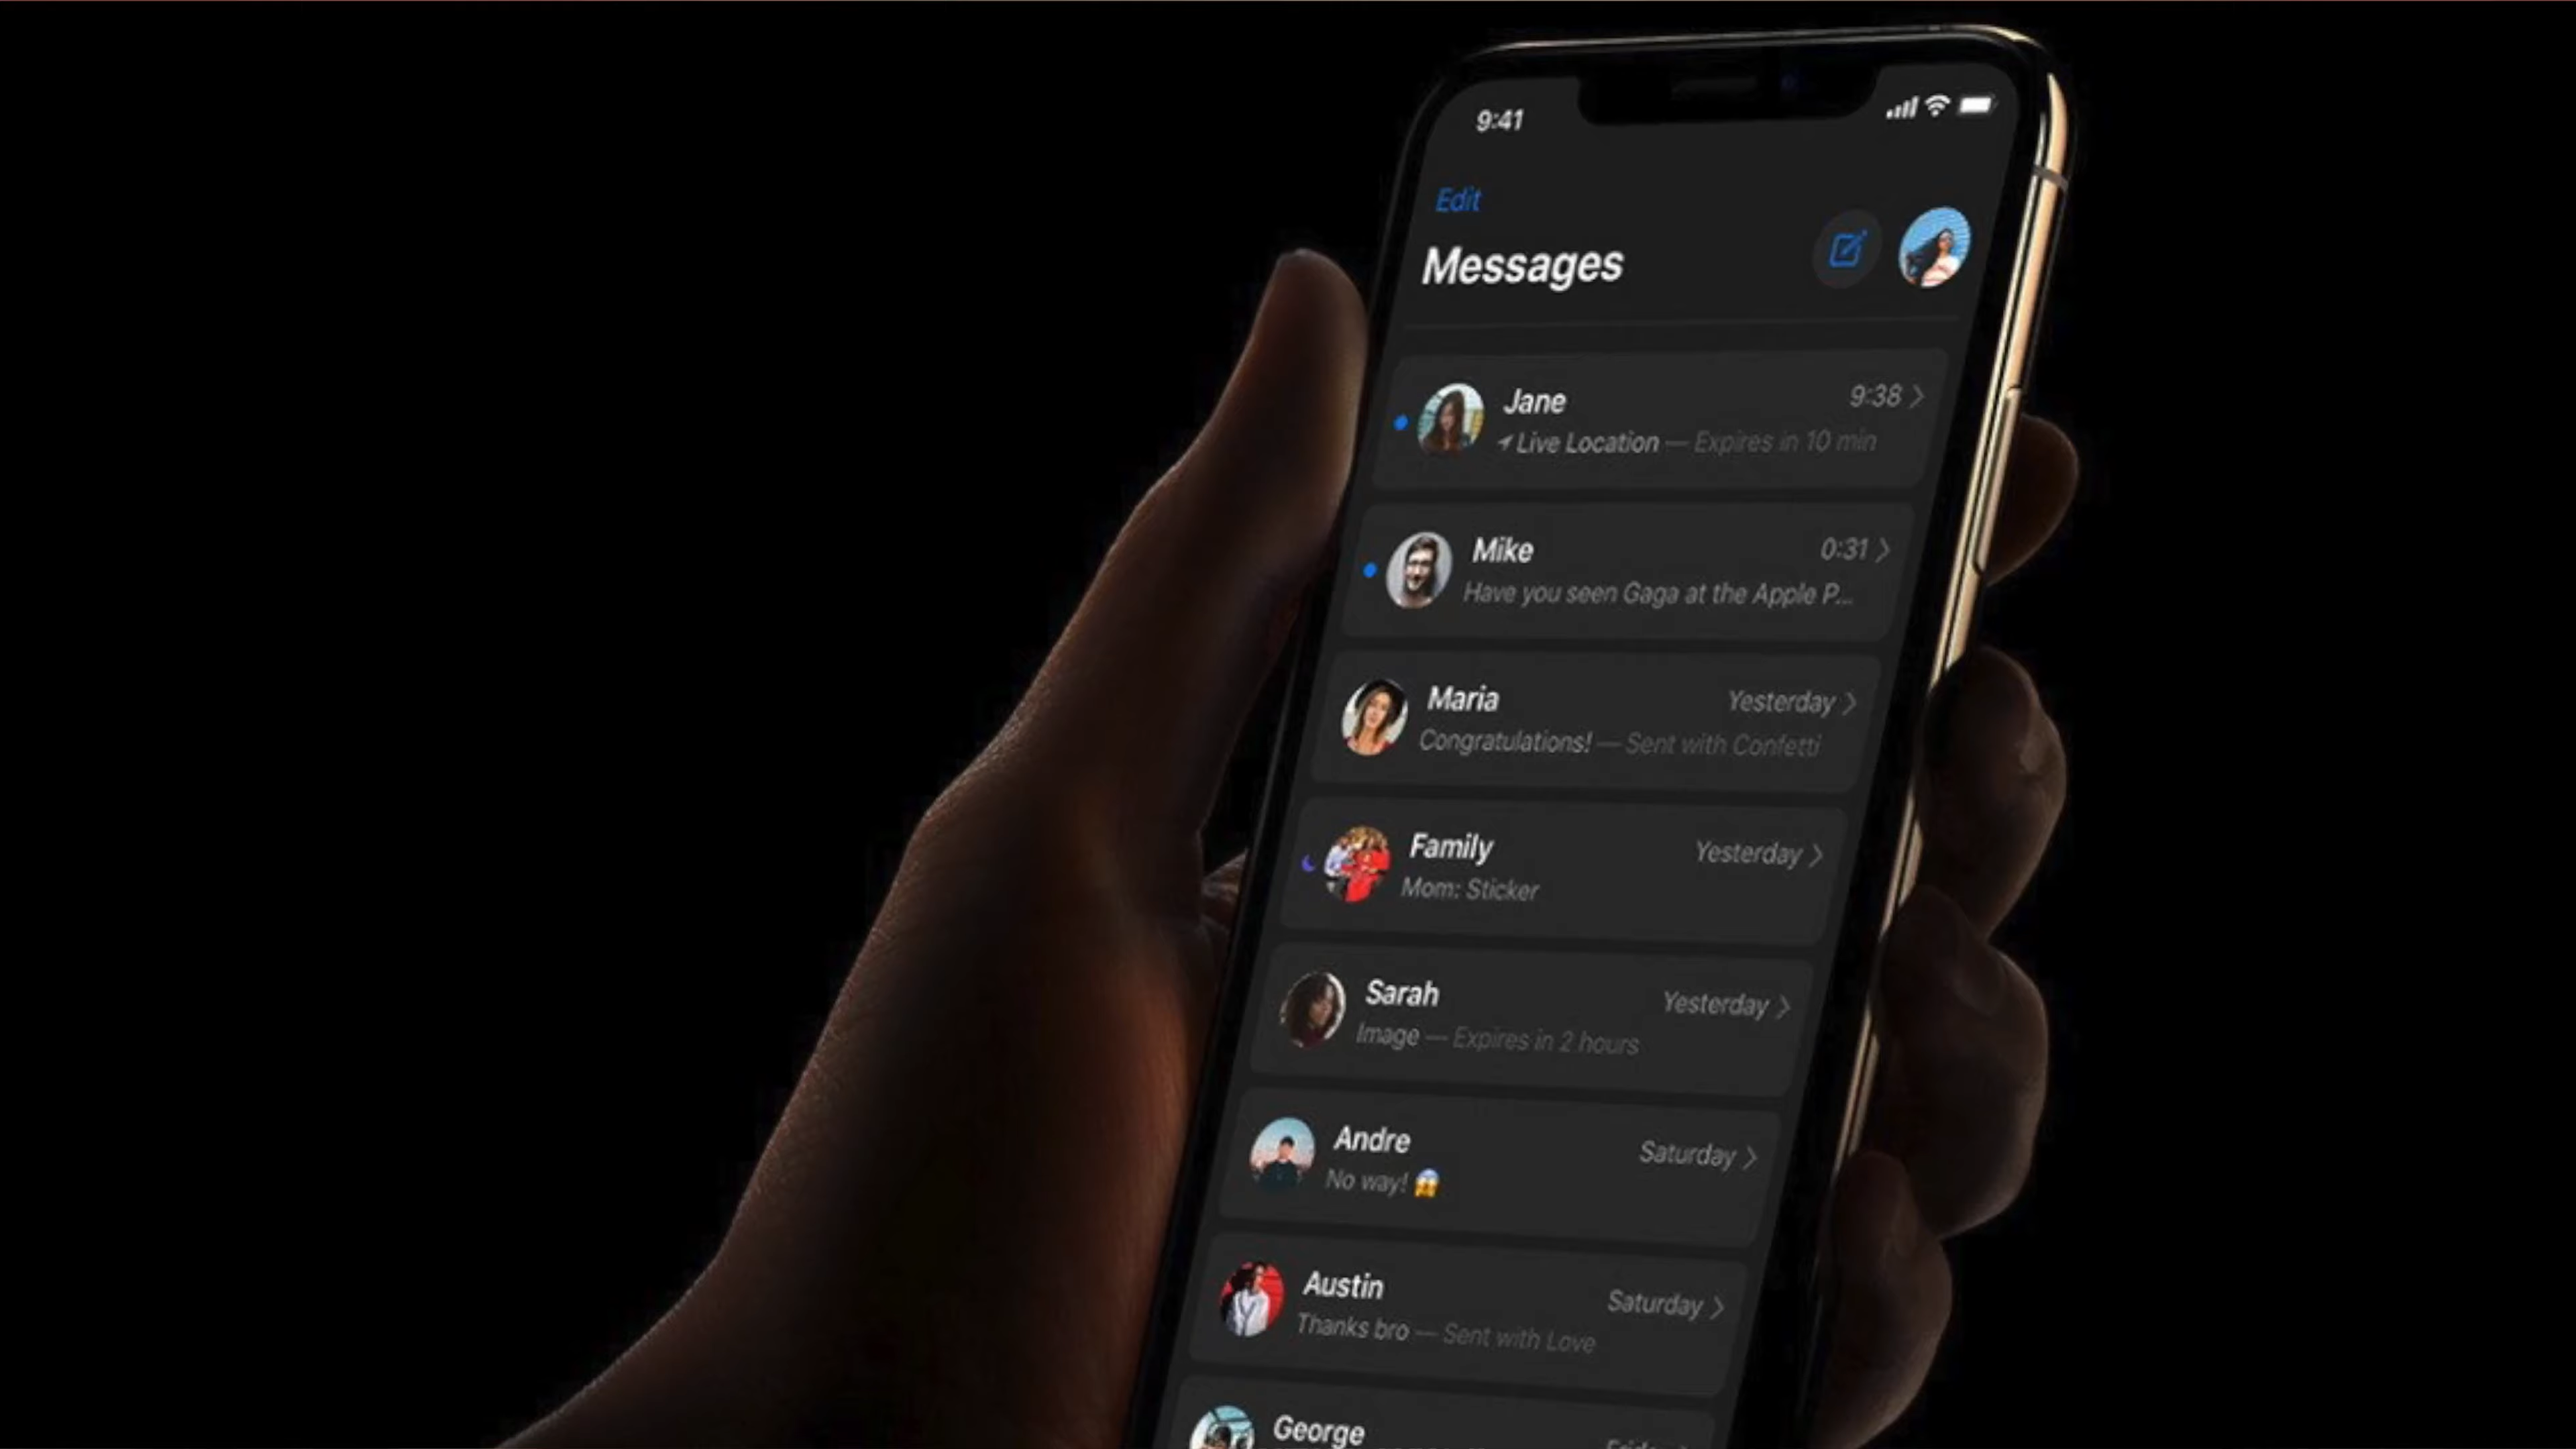 9:41
Edit
Messages
Jane 9:38
Live Location — Expires in 10 min
Mike 0:31
Have you seen Gaga at the Apple P...
Maria Yesterday
Congratulations! — Sent with Confetti
Family Yesterday
Mom: Sticker
Sarah Yesterday
Image — Expires in 2 hours
Andre Saturday
No way! 😱
Austin Saturday
Thanks bro — Sent with Love
George